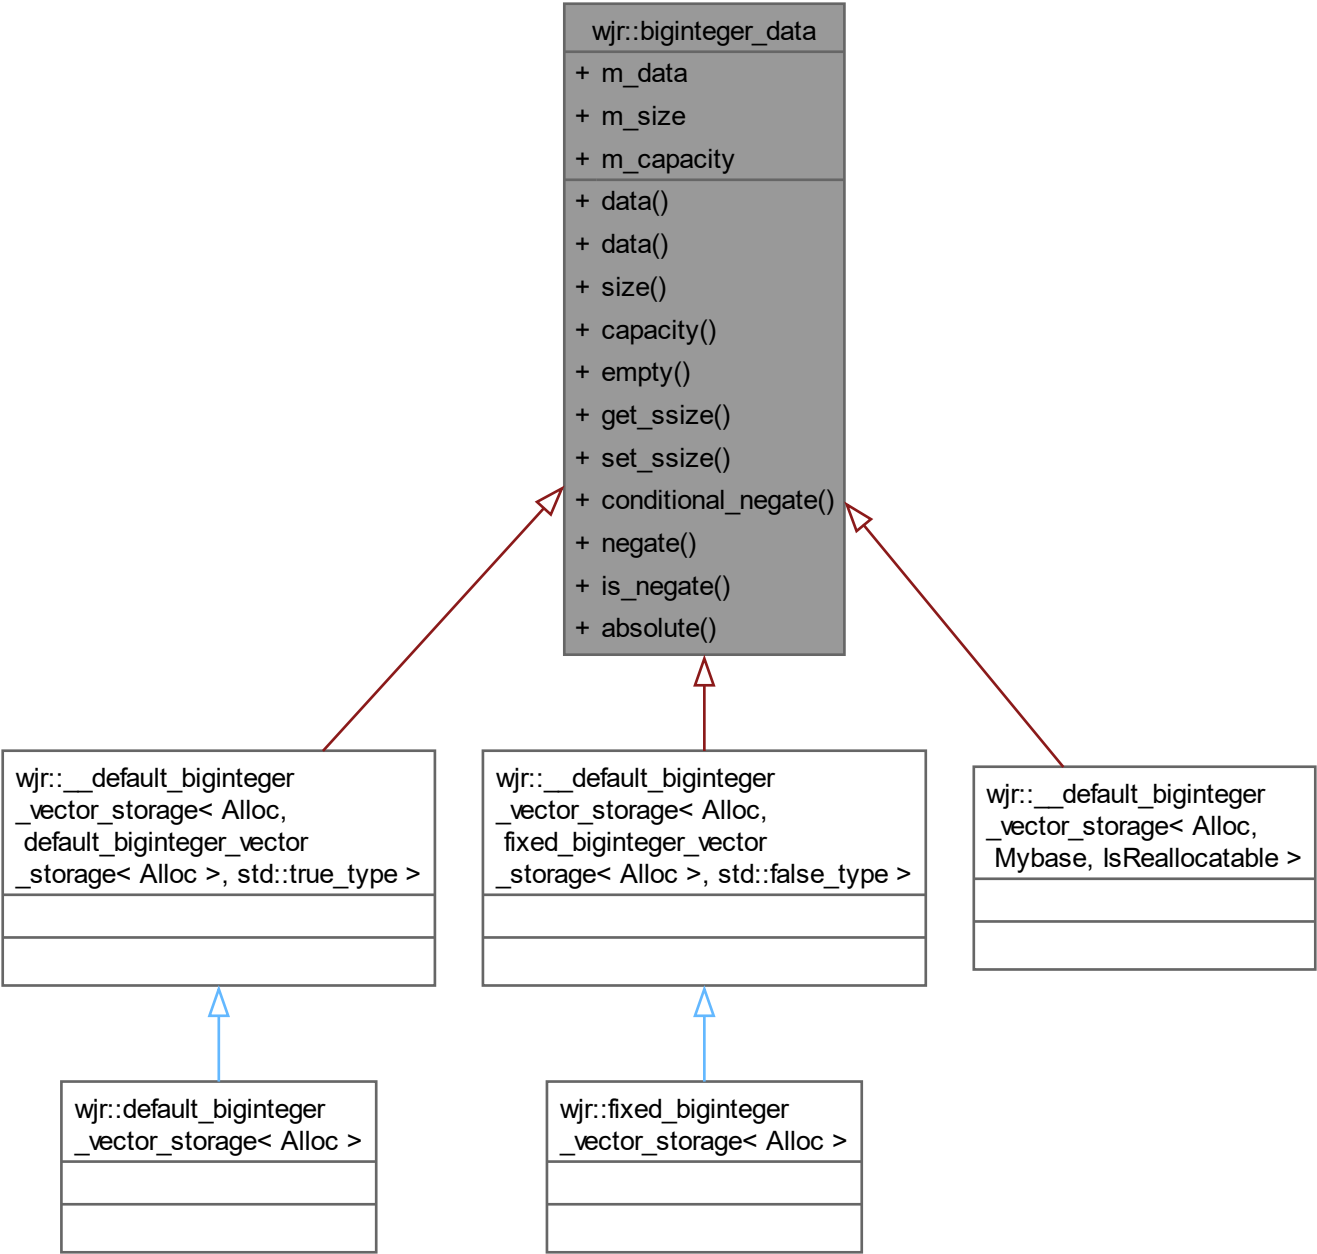 wjr::biginteger_data
+ m_data
+ m_size
+ m_capacity
+ data()
+ data()
+ size()
+ capacity()
+ empty()
+ get_ssize()
+ set_ssize()
+ conditional_negate()
+ negate()
+ is_negate()
+ absolute()
wjr::__default_biginteger
_vector_storage< Alloc,
default_biginteger_vector
_storage< Alloc >, std::true_type >
wjr::__default_biginteger
_vector_storage< Alloc,
fixed_biginteger_vector
_storage< Alloc >, std::false_type >
wjr::__default_biginteger
_vector_storage< Alloc,
Mybase, IsReallocatable >
wjr::default_biginteger
_vector_storage< Alloc >
wjr::fixed_biginteger
_vector_storage< Alloc >